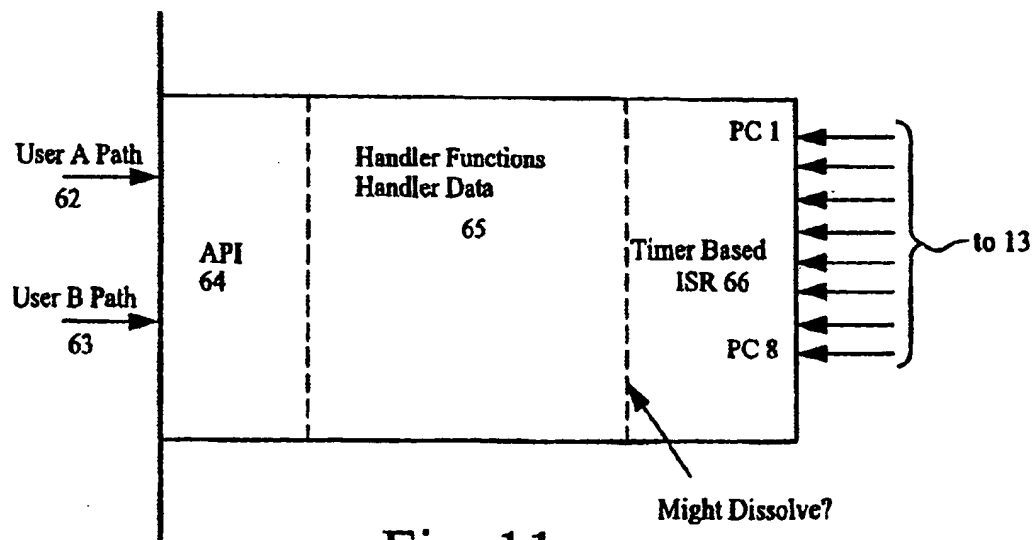 PC 1
User A Path
62
Handler Functions
Handler Data
65
API
64
Timer Based
ISR 66
to 13
User B Path
63
PC 8
Might Dissolve?